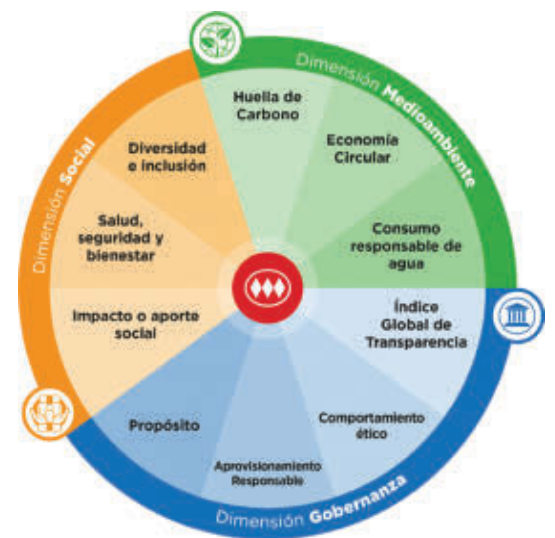 Dimensión Medioambiente
Huella de
Carbono
Economía
Circular
Consumo
responsable de
agua
Dimensión Social
Diversidad
e inclusión
Salud,
seguridad y
bienestar
Impacto o aporte
social
Índice
Global de
Transparencia
Comportamiento
ético
Aprovisionamiento
Responsable
Propósito
Dimensión Gobernanza